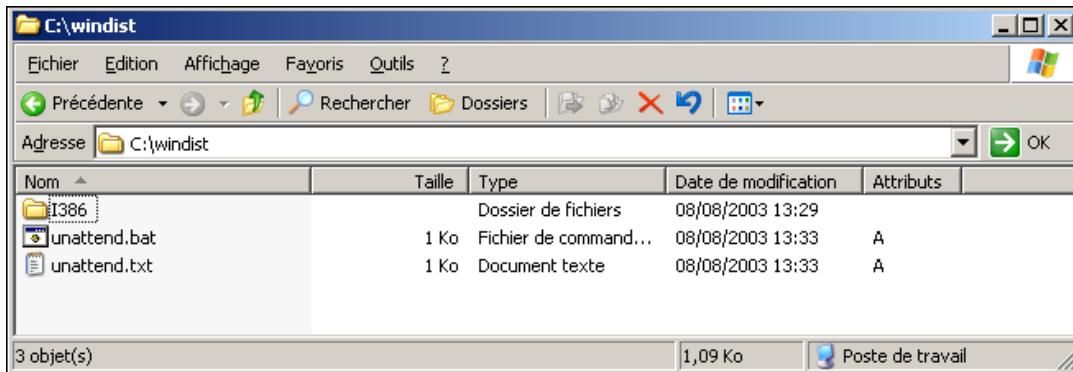 C:\windist
Fichier Edition Affichage Favoris Outils ?
Précédente Rechercher Dossiers
Adresse C:\windist OK
Nom Taille Type Date de modification Attributs
I386 Dossier de fichiers 08/08/2003 13:29
unattend.bat 1 Ko Fichier de command... 08/08/2003 13:33 A
unattend.txt 1 Ko Document texte 08/08/2003 13:33 A
3 objet(s) 1,09 Ko Poste de travail